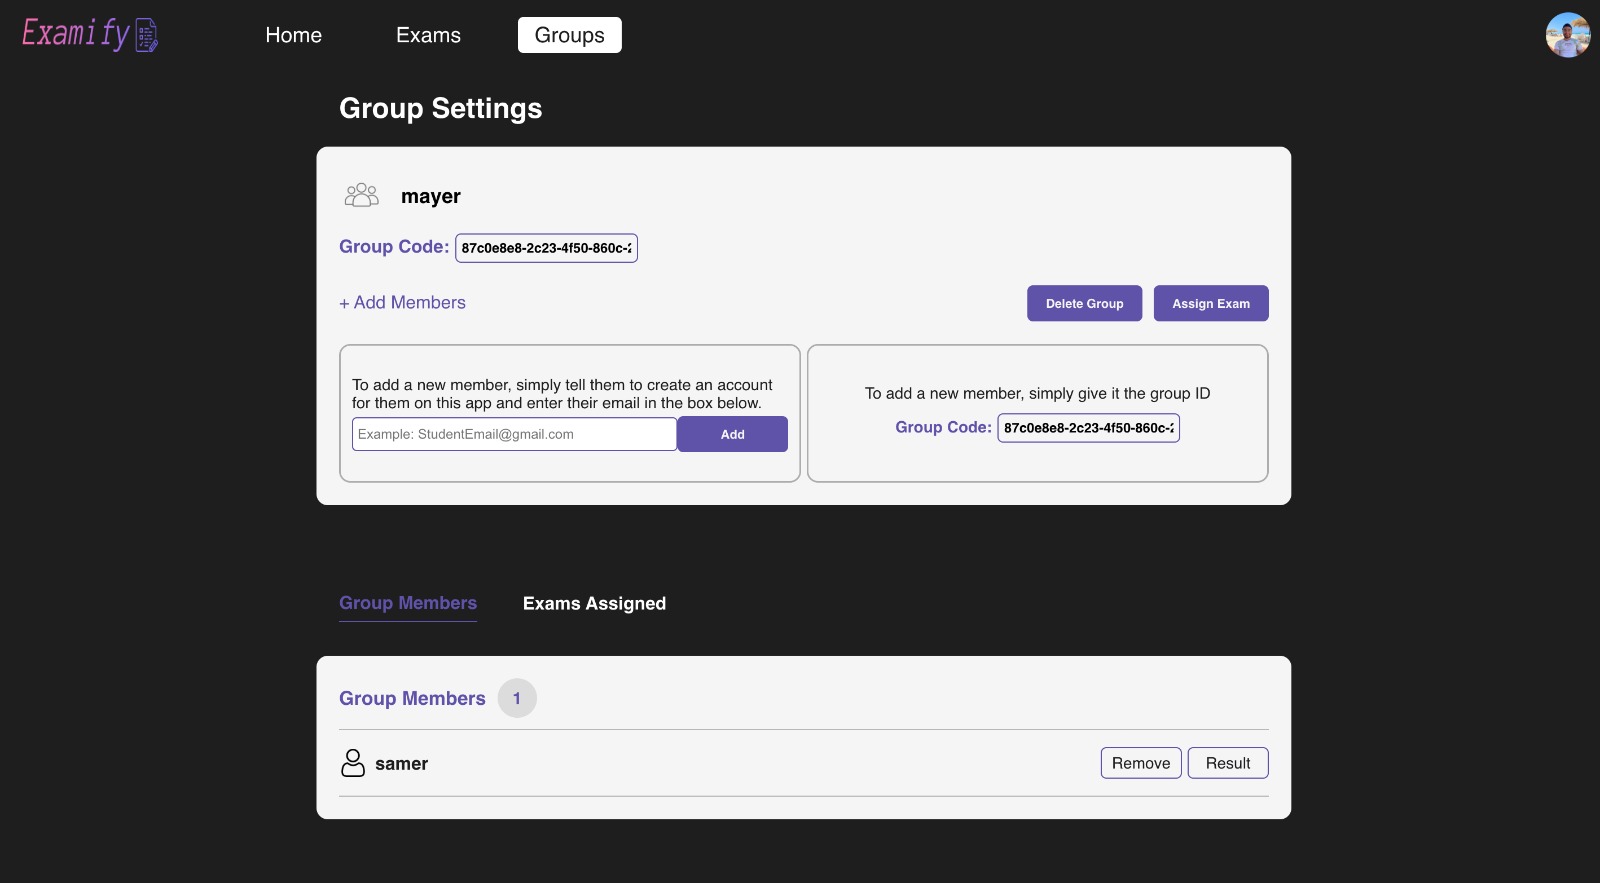 Examify
Home
Exams
Groups
Group Settings
mayer
Group Code: 87c0e8e8-2c23-4f50-860c-
+ Add Members
Delete Group
Assign Exam
To add a new member, simply tell them to create an account
for them on this app and enter their email in the box below.
Example: StudentEmail@gmail.com
Add
To add a new member, simply give it the group ID
Group Code: 87c0e8e8-2c23-4f50-860c-
Group Members
Exams Assigned
Group Members 1
samer
Remove
Result